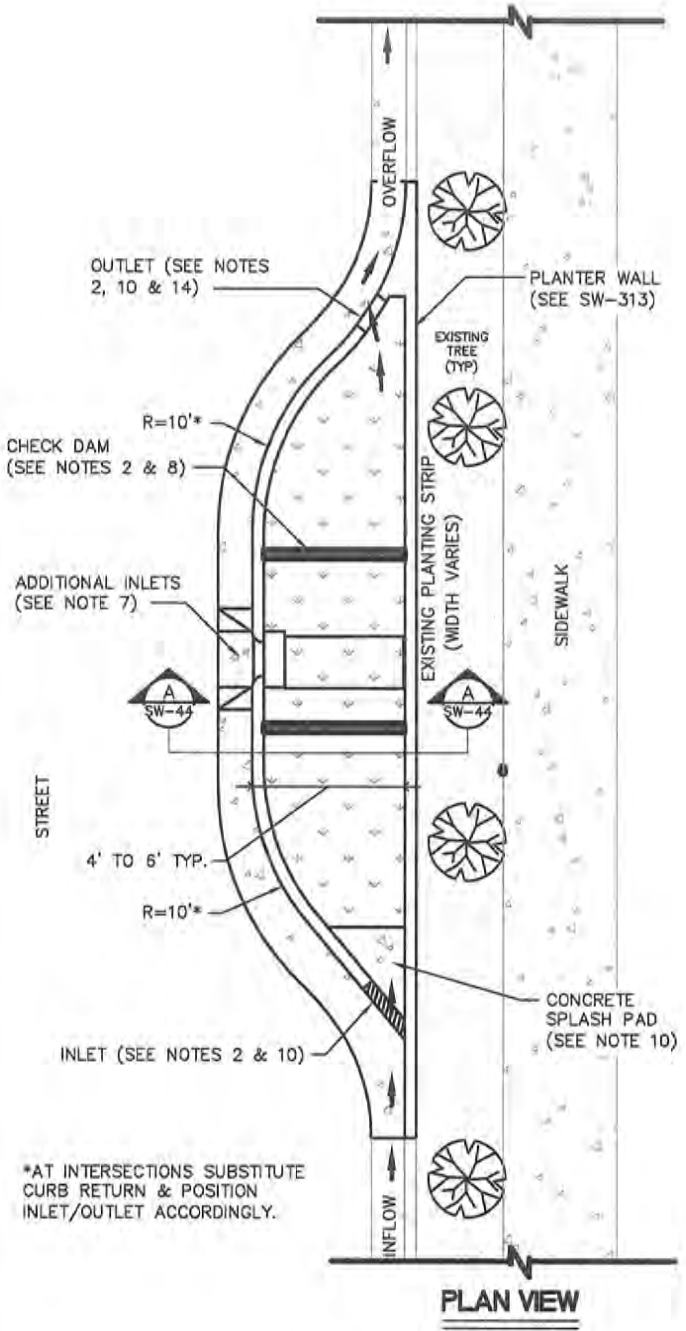 OVERFLOW
OUTLET (SEE NOTES
2, 10 & 14)
PLANTER WALL
(SEE SW-313)
EXISTING
TREE
(TYP)
R=10'*
CHECK DAM
(SEE NOTES 2 & 8)
EXISTING PLANTING STRIP
(WIDTH VARIES)
SIDEWALK
ADDITIONAL INLETS
(SEE NOTE 7)
A
SW-44
A
SW-44
STREET
4' TO 6' TYP.
R=10'*
CONCRETE
SPLASH PAD
(SEE NOTE 10)
INLET (SEE NOTES 2 & 10)
*AT INTERSECTIONS SUBSTITUTE
CURB RETURN & POSITION
INLET/OUTLET ACCORDINGLY.
INFLOW
PLAN VIEW